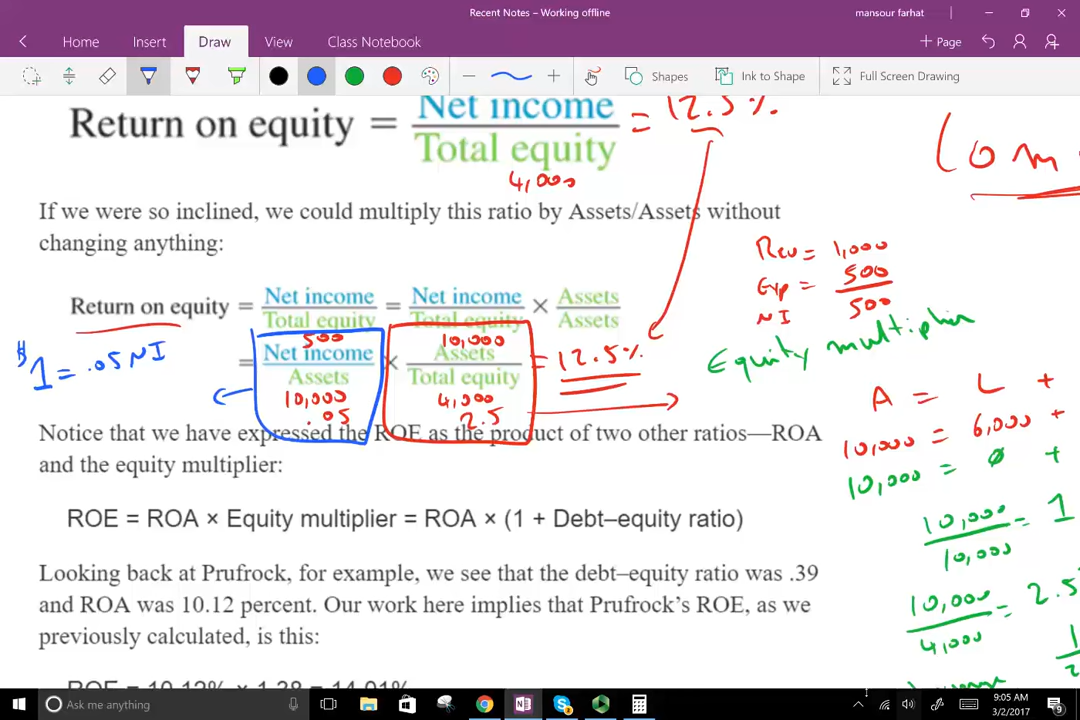 Recent Notes – Working offline
mansour farhat
Home
Insert
Draw
View
Class Notebook
Page
Shapes
Ink to Shape
Full Screen Drawing
Return on equity = Net income / Total equity = 12.5%
4,000
If we were so inclined, we could multiply this ratio by Assets/Assets without
changing anything:
Rev = 1,000
Exp = 500
NI 500
Return on equity = Net income / Total equity = Net income / Total equity × Assets / Assets
Equity multiplier
$1 = .05 NI
500
10,000
= Net income / Assets × Assets / Total equity = 12.5%
10,000
4,000
.05
2.5
A = L +
10,000 = 6,000 +
10,000 = 0 +
Notice that we have expressed the ROE as the product of two other ratios—ROA
and the equity multiplier:
ROE = ROA × Equity multiplier = ROA × (1 + Debt–equity ratio)
10,000 / 10,000 = 1
Looking back at Prufrock, for example, we see that the debt–equity ratio was .39
and ROA was 10.12 percent. Our work here implies that Prufrock's ROE, as we
previously calculated, is this:
10,000 / 4,000 = 2.5
ROE = 10.12% × 1.38 = 14.01%
Ask me anything
9:05 AM
3/2/2017